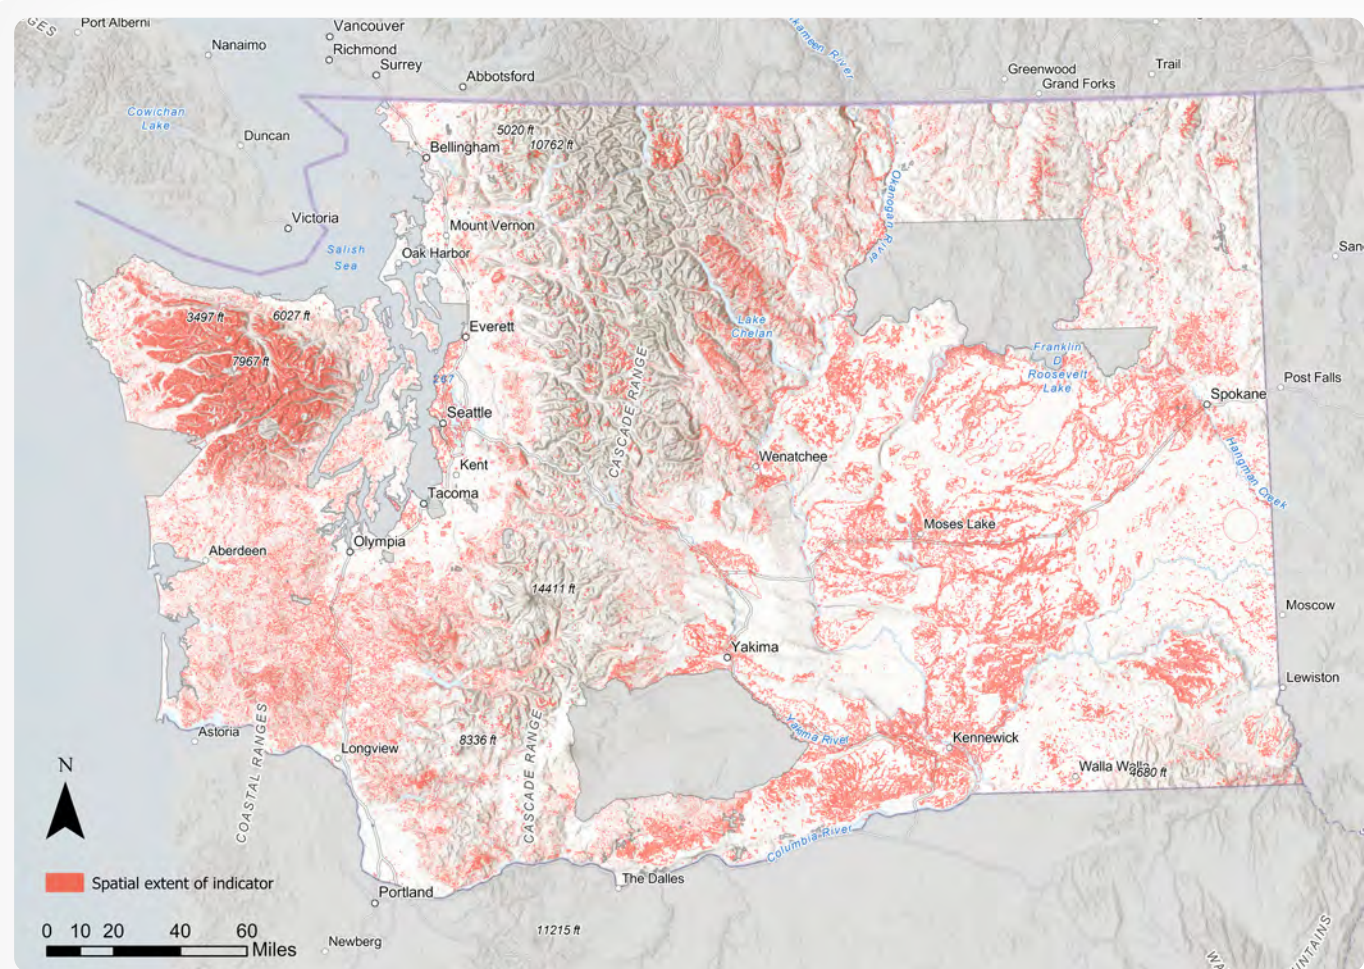 Port Alberni
Vancouver
Nanaimo
Richmond
Surrey
Abbotsford
Greenwood
Trail
Grand Forks
Cowichan
Lake
Duncan
5020 ft
10762 ft
Bellingham
Okanogan River
Victoria
Mount Vernon
Salish
Sea
Oak Harbor
3497 ft
6027 ft
Everett
Lake
Chelan
7967 ft
267
Franklin
D
Roosevelt
Lake
Post Falls
CASCADE RANGE
Seattle
Spokane
Kent
Wenatchee
Hangman Creek
Tacoma
Moses Lake
Olympia
Aberdeen
14411 ft
Moscow
Yakima
Lewiston
Astoria
8336 ft
Yakima River
Kennewick
COASTAL RANGES
Longview
CASCADE RANGE
Walla Walla
4680 ft
N
Columbia River
Spatial extent of indicator
The Dalles
Portland
0 10 20 40 60
Miles
11215 ft
Newberg